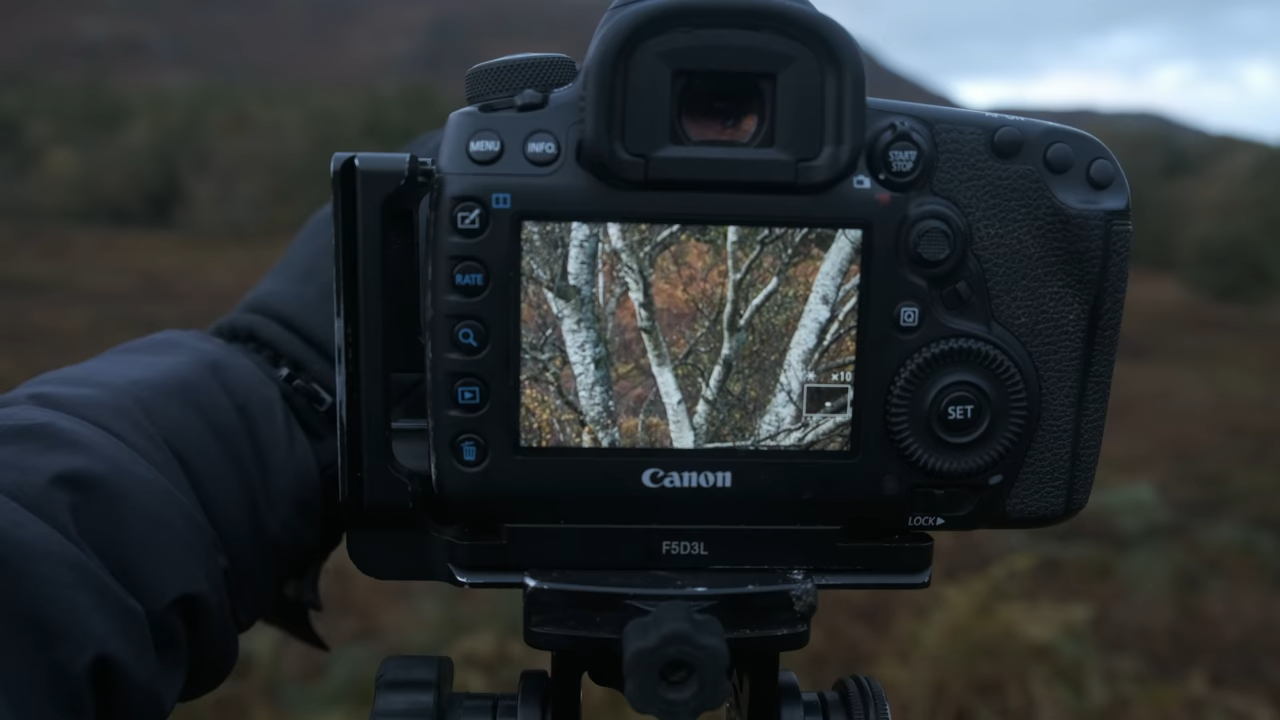 MENU
INFO.
START/
STOP
RATE
Q
×10
SET
Canon
LOCK▶
F5D3L